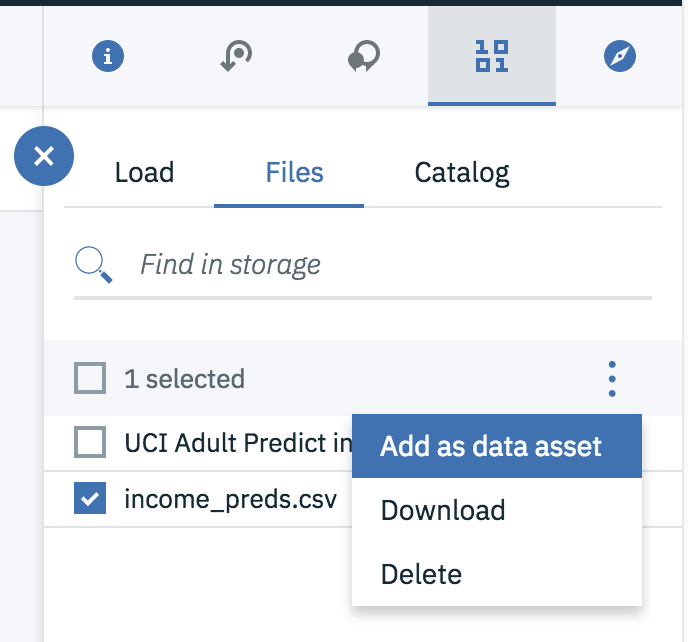 Load Files Catalog
Find in storage
1 selected
UCI Adult Predict in
Add as data asset
income_preds.csv
Download
Delete